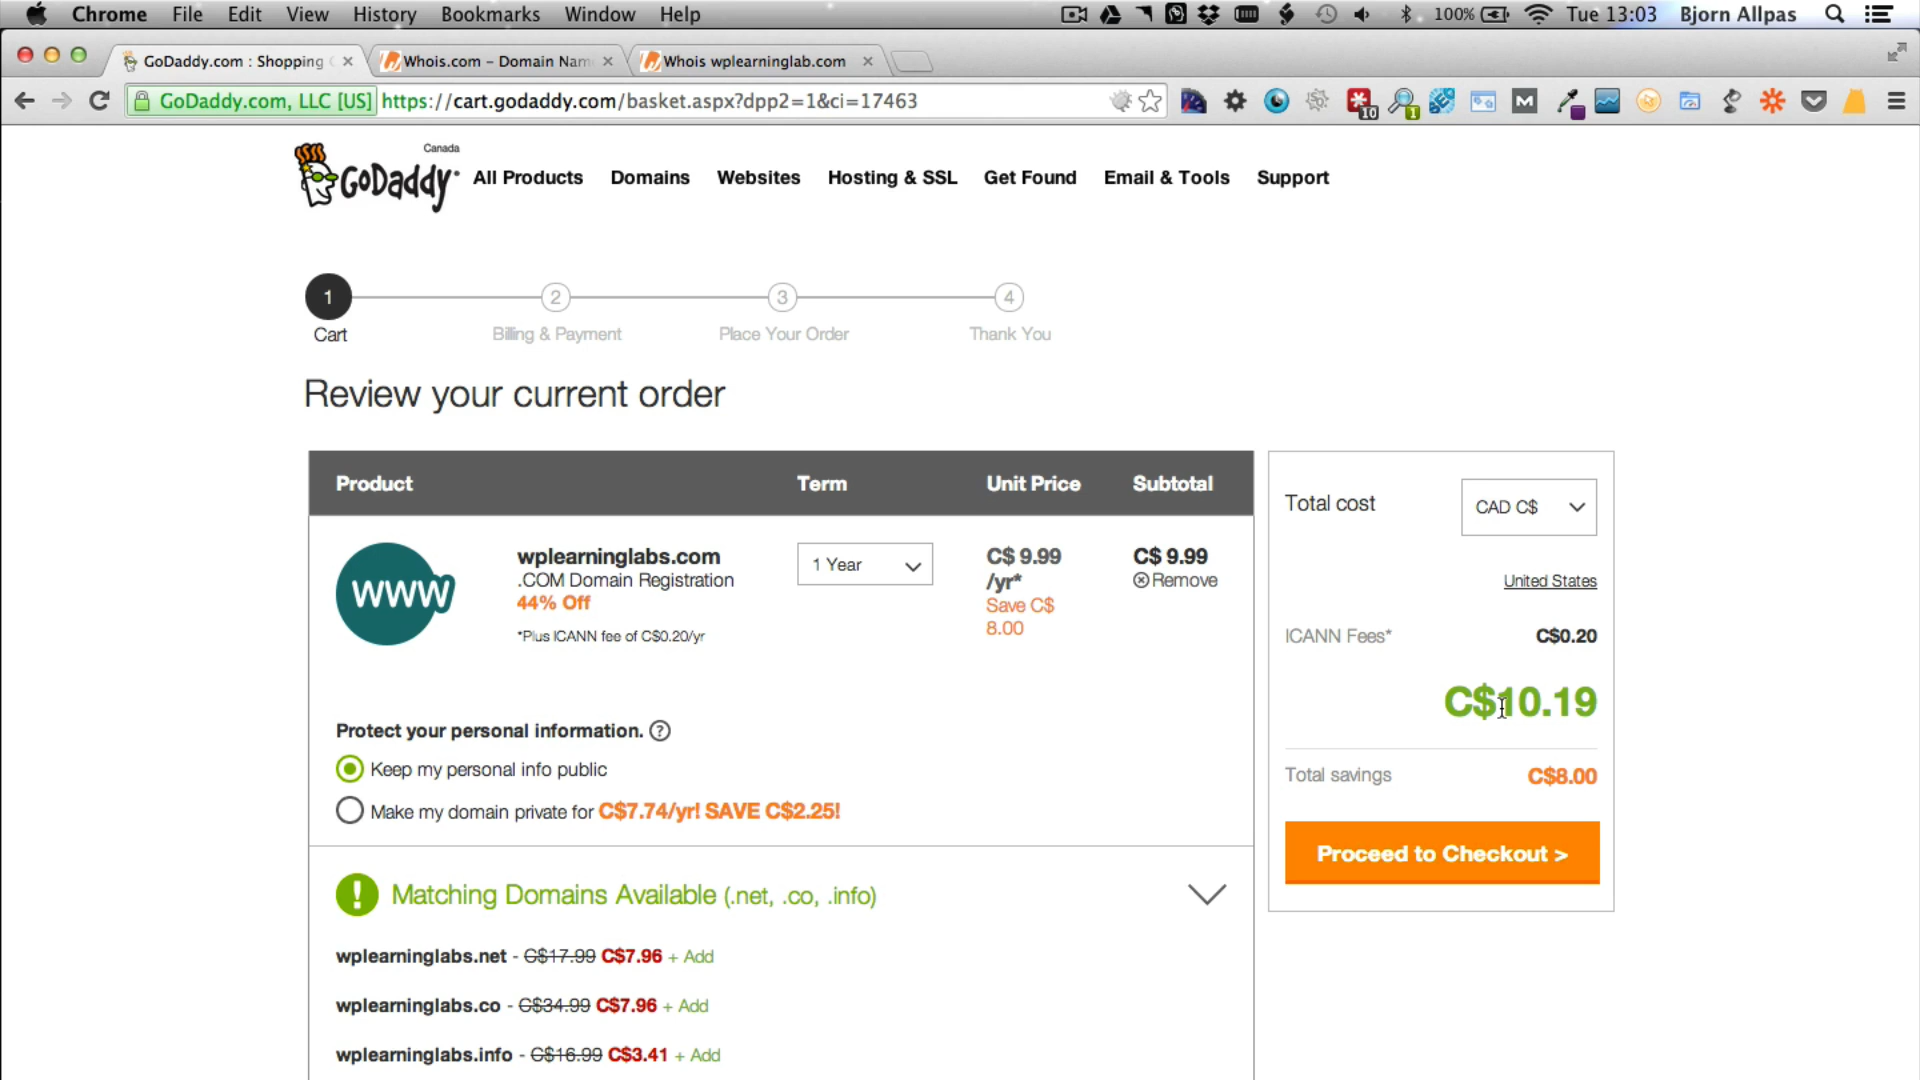 Chrome File Edit View History Bookmarks Window Help 100% Tue 13:03 Bjorn Allpas
GoDaddy.com : Shopping Whois.com – Domain Nam Whois wplearninglab.com
GoDaddy.com, LLC [US] https://cart.godaddy.com/basket.aspx?dpp2=1&ci=17463 10 1 M
Canada
GoDaddy All Products Domains Websites Hosting & SSL Get Found Email & Tools Support
1 2 3 4
Cart Billing & Payment Place Your Order Thank You
Review your current order
Product Term Unit Price Subtotal
www
wplearninglabs.com
.COM Domain Registration
44% Off
*Plus ICANN fee of C$0.20/yr
1 Year
C$ 9.99
/yr*
Save C$
8.00
C$ 9.99
Remove
Total cost CAD C$
United States
ICANN Fees* C$0.20
C$10.19
Total savings C$8.00
Proceed to Checkout >
Protect your personal information. ?
Keep my personal info public
Make my domain private for C$7.74/yr! SAVE C$2.25!
! Matching Domains Available (.net, .co, .info)
wplearninglabs.net - C$17.99 C$7.96 + Add
wplearninglabs.co - C$34.99 C$7.96 + Add
wplearninglabs.info - C$16.99 C$3.41 + Add